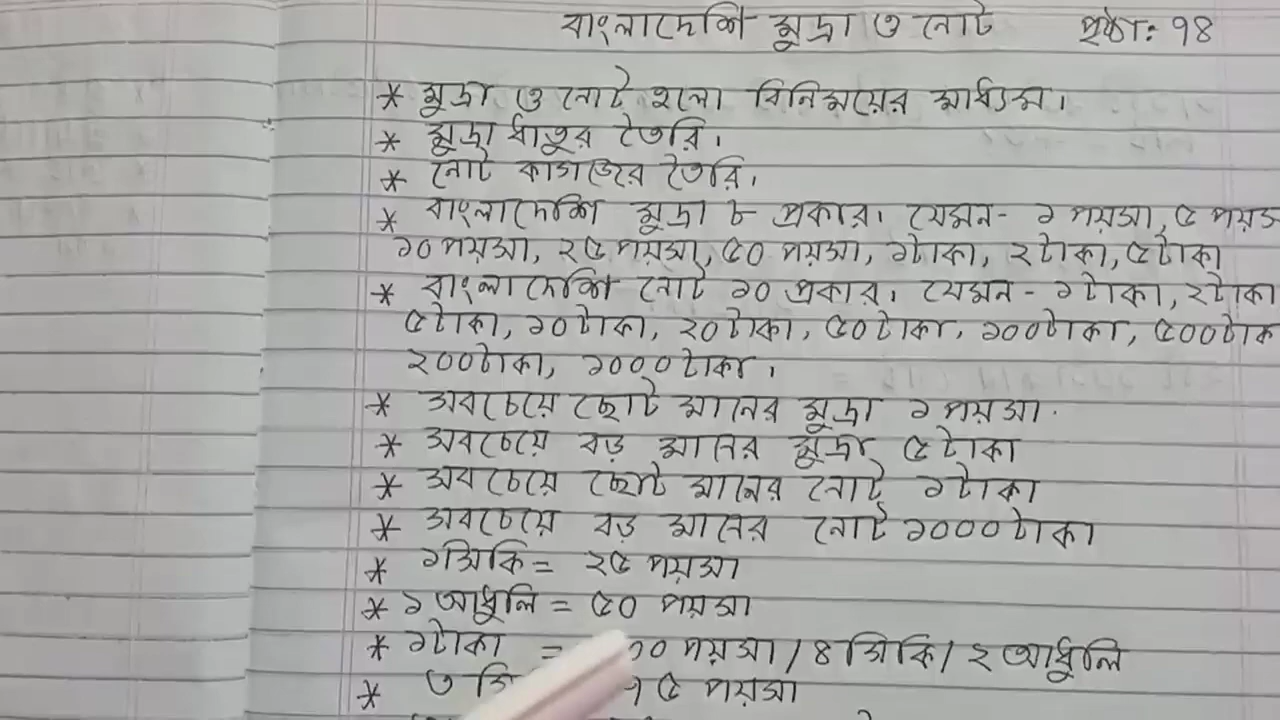 বাংলাদেশি মুদ্রা ও নোট পৃষ্ঠা: ৭৪
* মুদ্রা ও নোট হলো বিনিময়ের মাধ্যম।
* মুদ্রা ধাতুর তৈরি।
* নোট কাগজের তৈরি।
* বাংলাদেশি মুদ্রা ৮ প্রকার। যেমন- ১ পয়সা, ৫ পয়স
১০ পয়সা, ২৫ পয়সা, ৫০ পয়সা, ১টাকা, ২টাকা, ৫টাকা
* বাংলাদেশি নোট ১০ প্রকার। যেমন- ১টাকা, ২টাকা
৫টাকা, ১০টাকা, ২০টাকা, ৫০টাকা, ১০০টাকা, ৫০০টাক
২০০টাকা, ১০০০টাকা।
* সবচেয়ে ছোট মানের মুদ্রা ১ পয়সা.
* সবচেয়ে বড় মানের মুদ্রা ৫ টাকা
* সবচেয়ে ছোট মানের নোট ১টাকা
* সবচেয়ে বড় মানের নোট ১০০০টাকা
* ১সিকি = ২৫ পয়সা
* ১ আধুলি = ৫০ পয়সা
* ১টাকা = ০০ পয়সা / ৪ সিকি / ২ আধুলি
* ৩ সি ৭৫ পয়সা